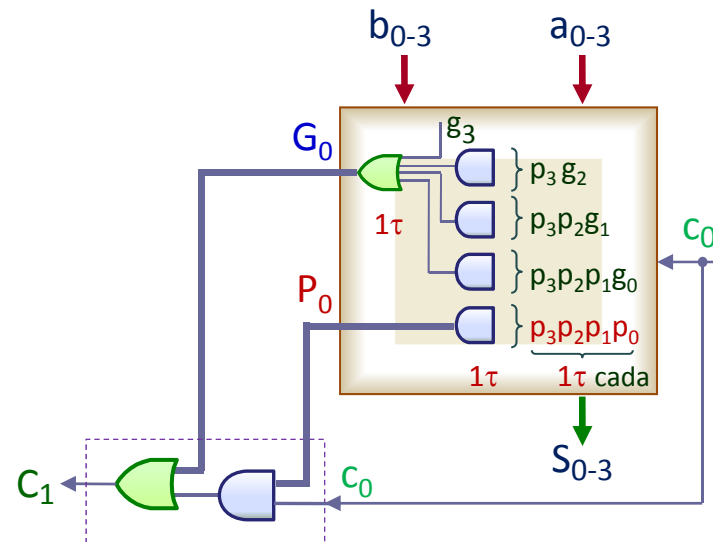 b₀₋₃ a₀₋₃
G₀ g₃
p₃ g₂
1τ p₃p₂g₁
c₀
p₃p₂p₁g₀
P₀
p₃p₂p₁p₀
1τ 1τ cada
S₀₋₃
C₁ c₀